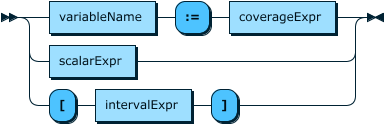 variableName := coverageExpr
scalarExpr
[ intervalExpr ]